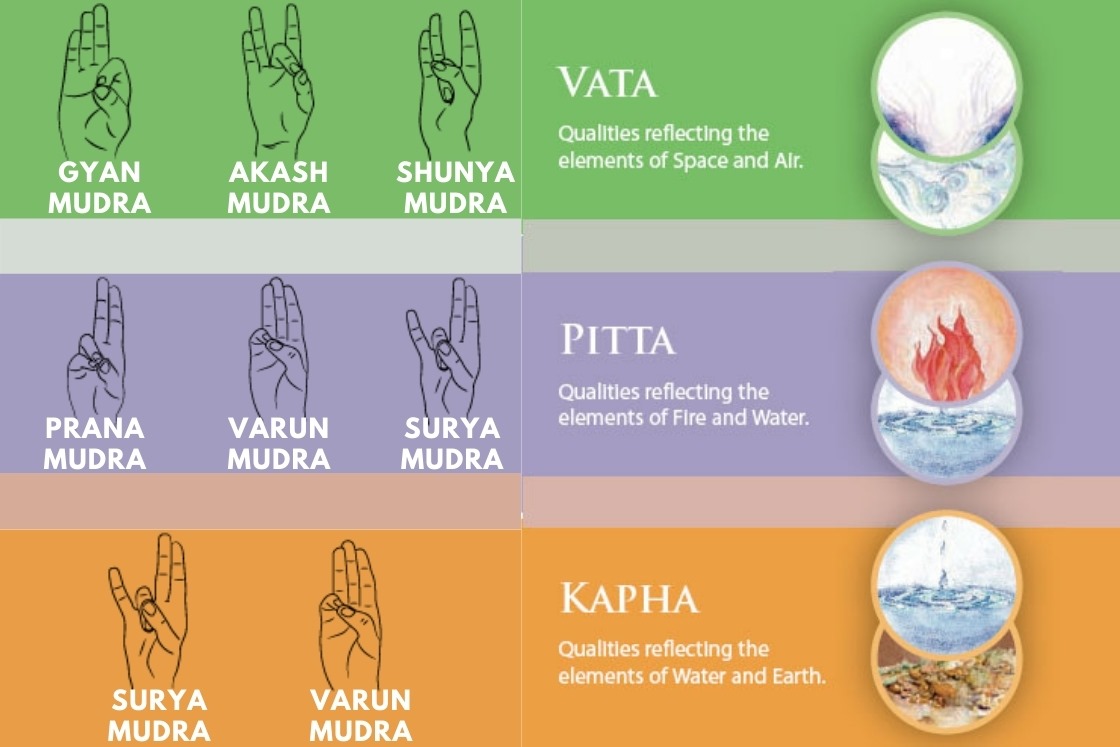 GYAN
MUDRA
AKASH
MUDRA
SHUNYA
MUDRA
VATA
Qualities reflecting the
elements of Space and Air.
PRANA
MUDRA
VARUN
MUDRA
SURYA
MUDRA
PITTA
Qualities reflecting the
elements of Fire and Water.
SURYA
MUDRA
VARUN
MUDRA
KAPHA
Qualities reflecting the
elements of Water and Earth.